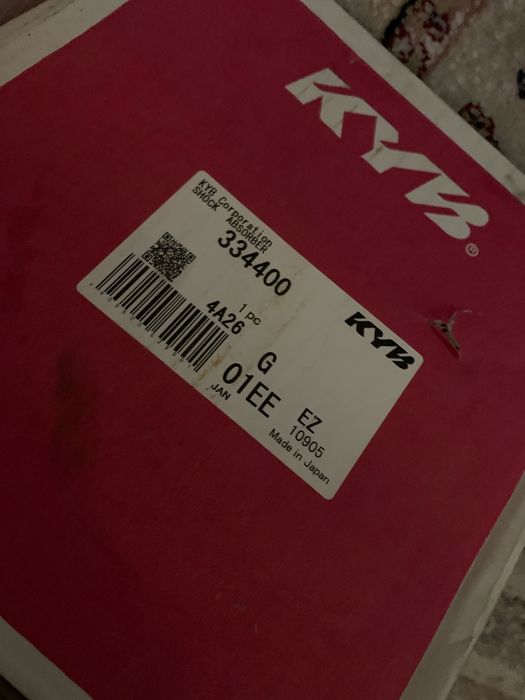 KYB®
KYB Corporation
SHOCK ABSORBER
334400
1 pc
4A26
KYB
G
01EE EZ
JAN 10905
Made in Japan